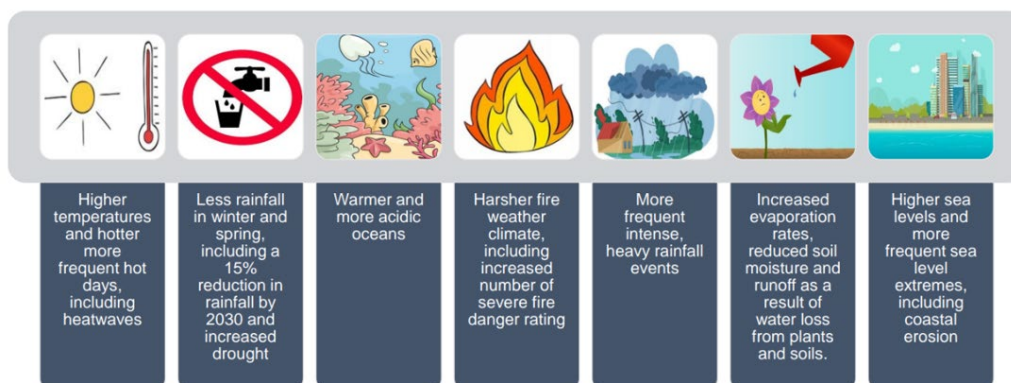 Higher
temperatures
and hotter
more
frequent hot
days,
including
heatwaves
Less rainfall
in winter and
spring,
including a
15%
reduction in
rainfall by
2030 and
increased
drought
Warmer and
more acidic
oceans
Harsher fire
weather
climate,
including
increased
number of
severe fire
danger rating
More
frequent
intense,
heavy rainfall
events
Increased
evaporation
rates,
reduced soil
moisture and
runoff as a
result of
water loss
from plants
and soils.
Higher sea
levels and
more
frequent sea
level
extremes,
including
coastal
erosion